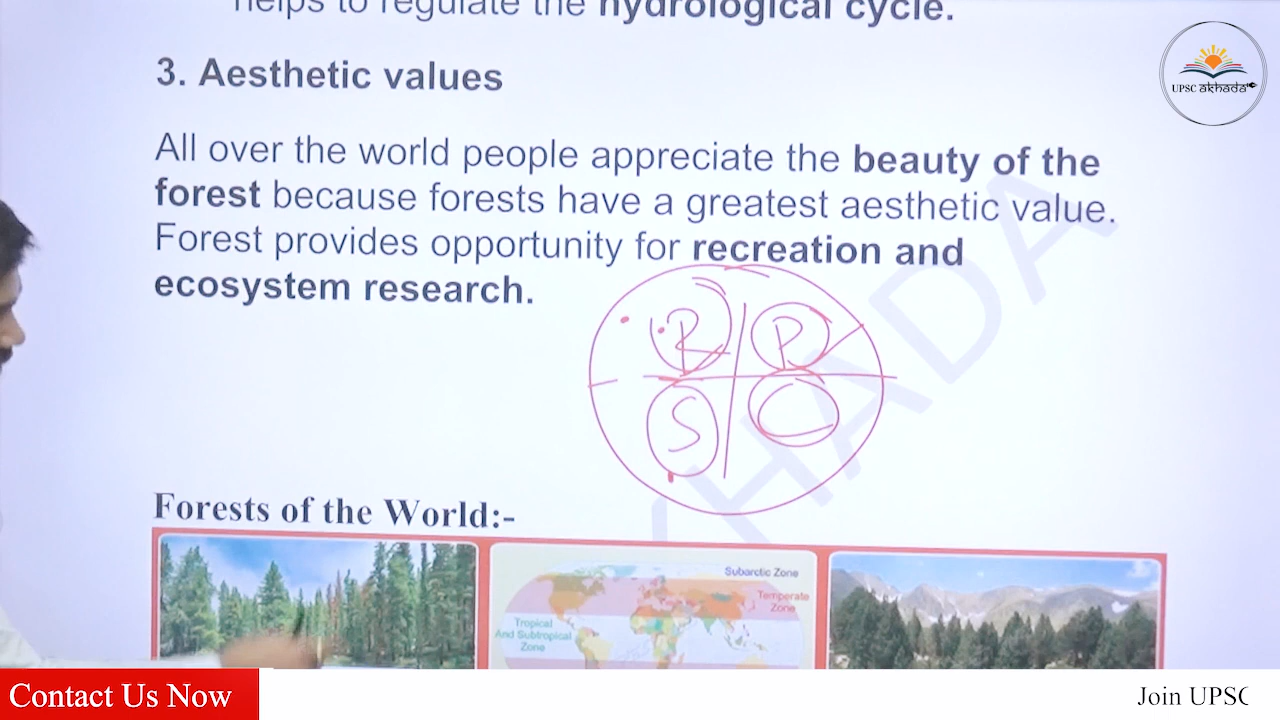 helps to regulate the hydrological cycle.
UPSC akhada
3. Aesthetic values
All over the world people appreciate the beauty of the
forest because forests have a greatest aesthetic value.
Forest provides opportunity for recreation and
ecosystem research.
R P
S C
KHADA
Forests of the World:-
Subarctic Zone
Temperate
Zone
Tropical
And Subtropical
Zone
Contact Us Now
Join UPSC